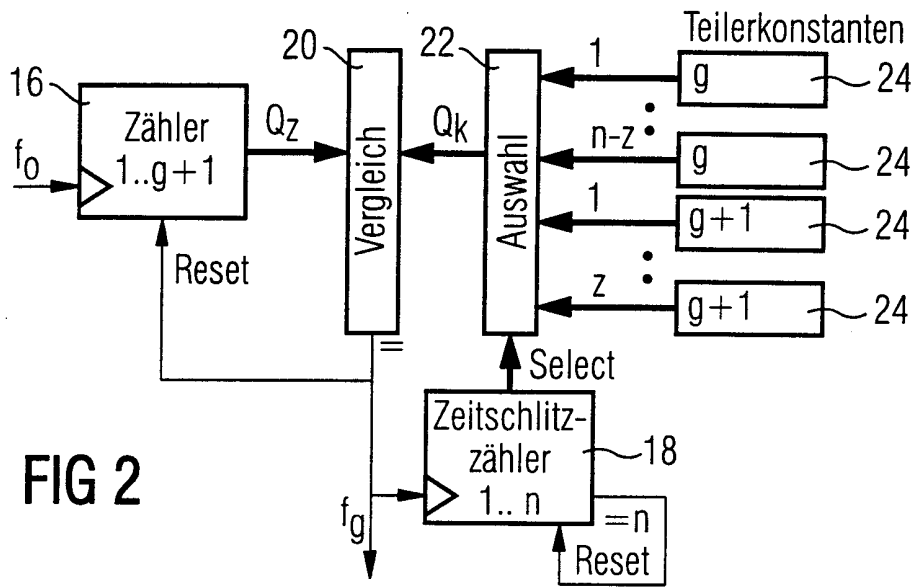 Teilerkonstanten
16
20
22
1
g
24
Zähler
1..g+1
f0
Qz
Vergleich
Qk
Auswahl
n-z
g
24
1
g+1
24
Reset
z
g+1
24
=
Select
Zeitschlitz-
zähler
1.. n
18
FIG 2
fg
=n
Reset